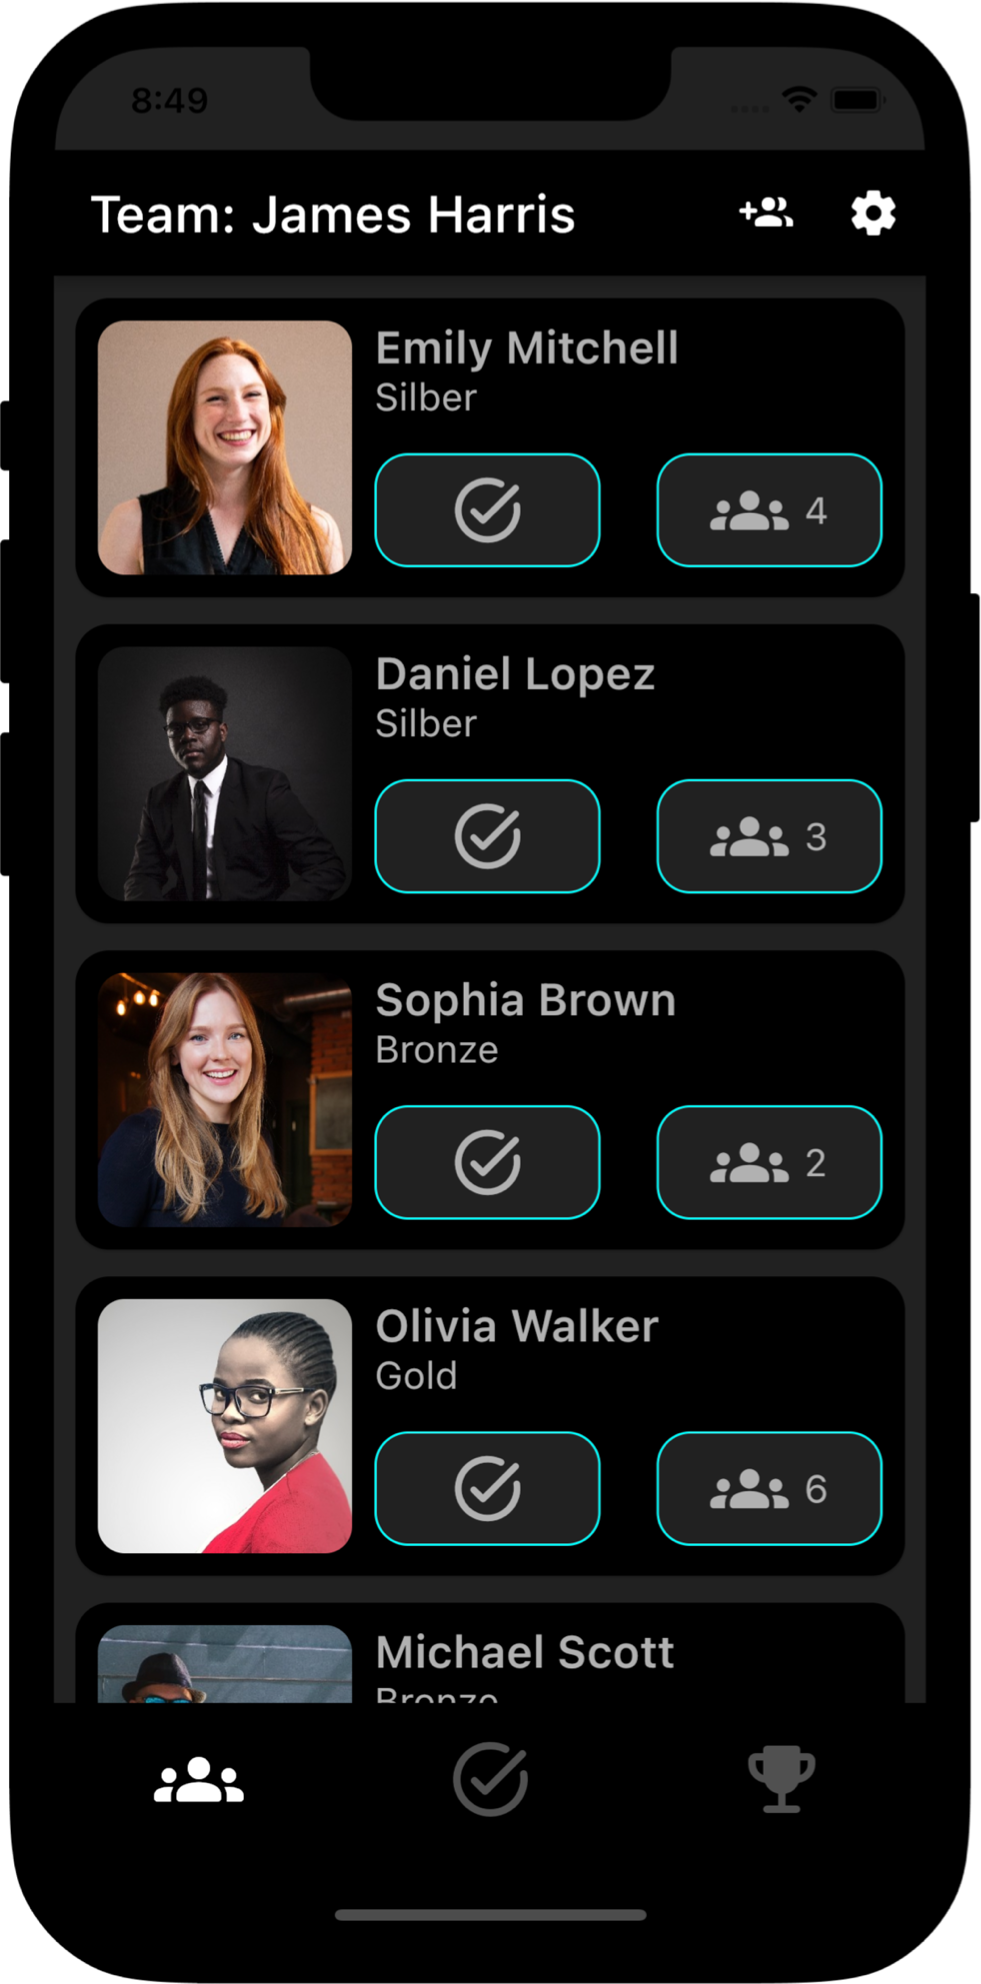 8:49
Team: James Harris
Emily Mitchell
Silber
4
Daniel Lopez
Silber
3
Sophia Brown
Bronze
2
Olivia Walker
Gold
6
Michael Scott
Bronze